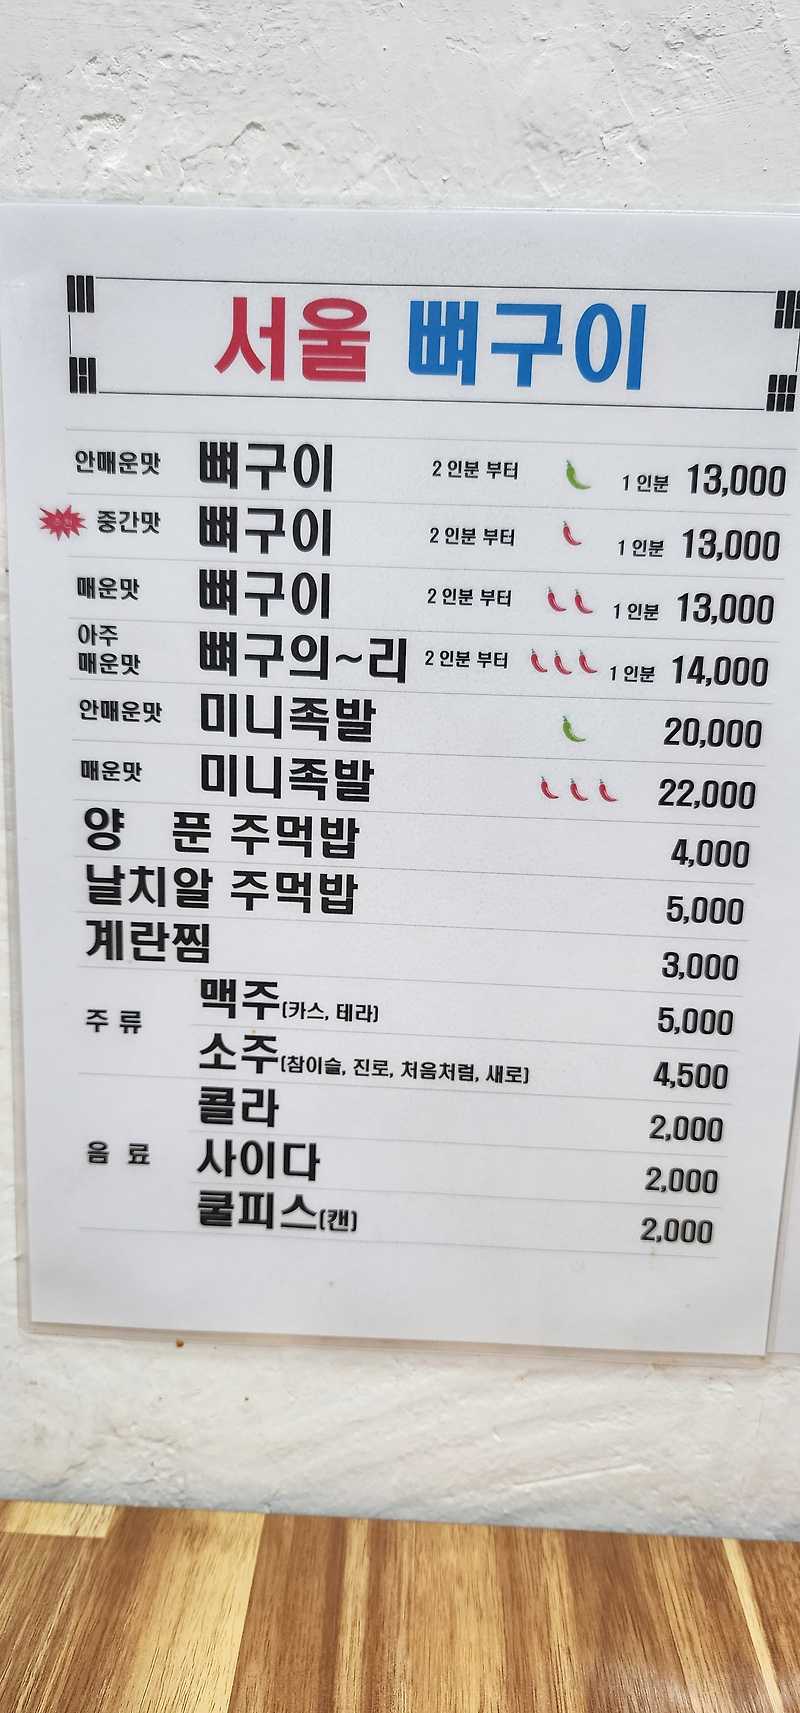 서울 뼈구이
안매운맛 뼈구이 2 인분 부터 1 인분 13,000
중간맛 뼈구이 2 인분 부터 1 인분 13,000
매운맛 뼈구이 2 인분 부터 1 인분 13,000
아주
매운맛 뼈구의~리 2 인분 부터 1 인분 14,000
안매운맛 미니족발 20,000
매운맛 미니족발 22,000
양 푼 주먹밥 4,000
날치알 주먹밥 5,000
계란찜 3,000
주 류 맥주(카스, 테라) 5,000
소주(참이슬, 진로, 처음처럼, 새로) 4,500
콜라 2,000
음 료 사이다 2,000
쿨피스(캔) 2,000